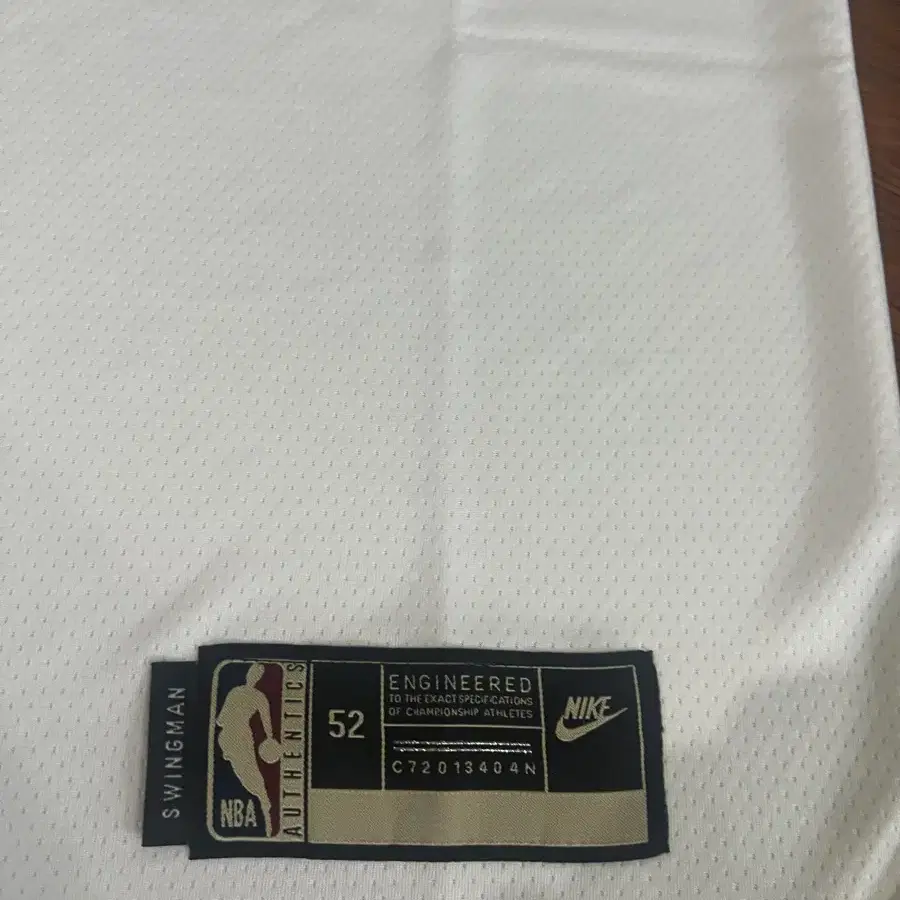 SWINGMAN
NBA
AUTHENTICS
52
ENGINEERED
TO THE EXACT SPECIFICATIONS
OF CHAMPIONSHIP ATHLETES
C72013404N
NIKE